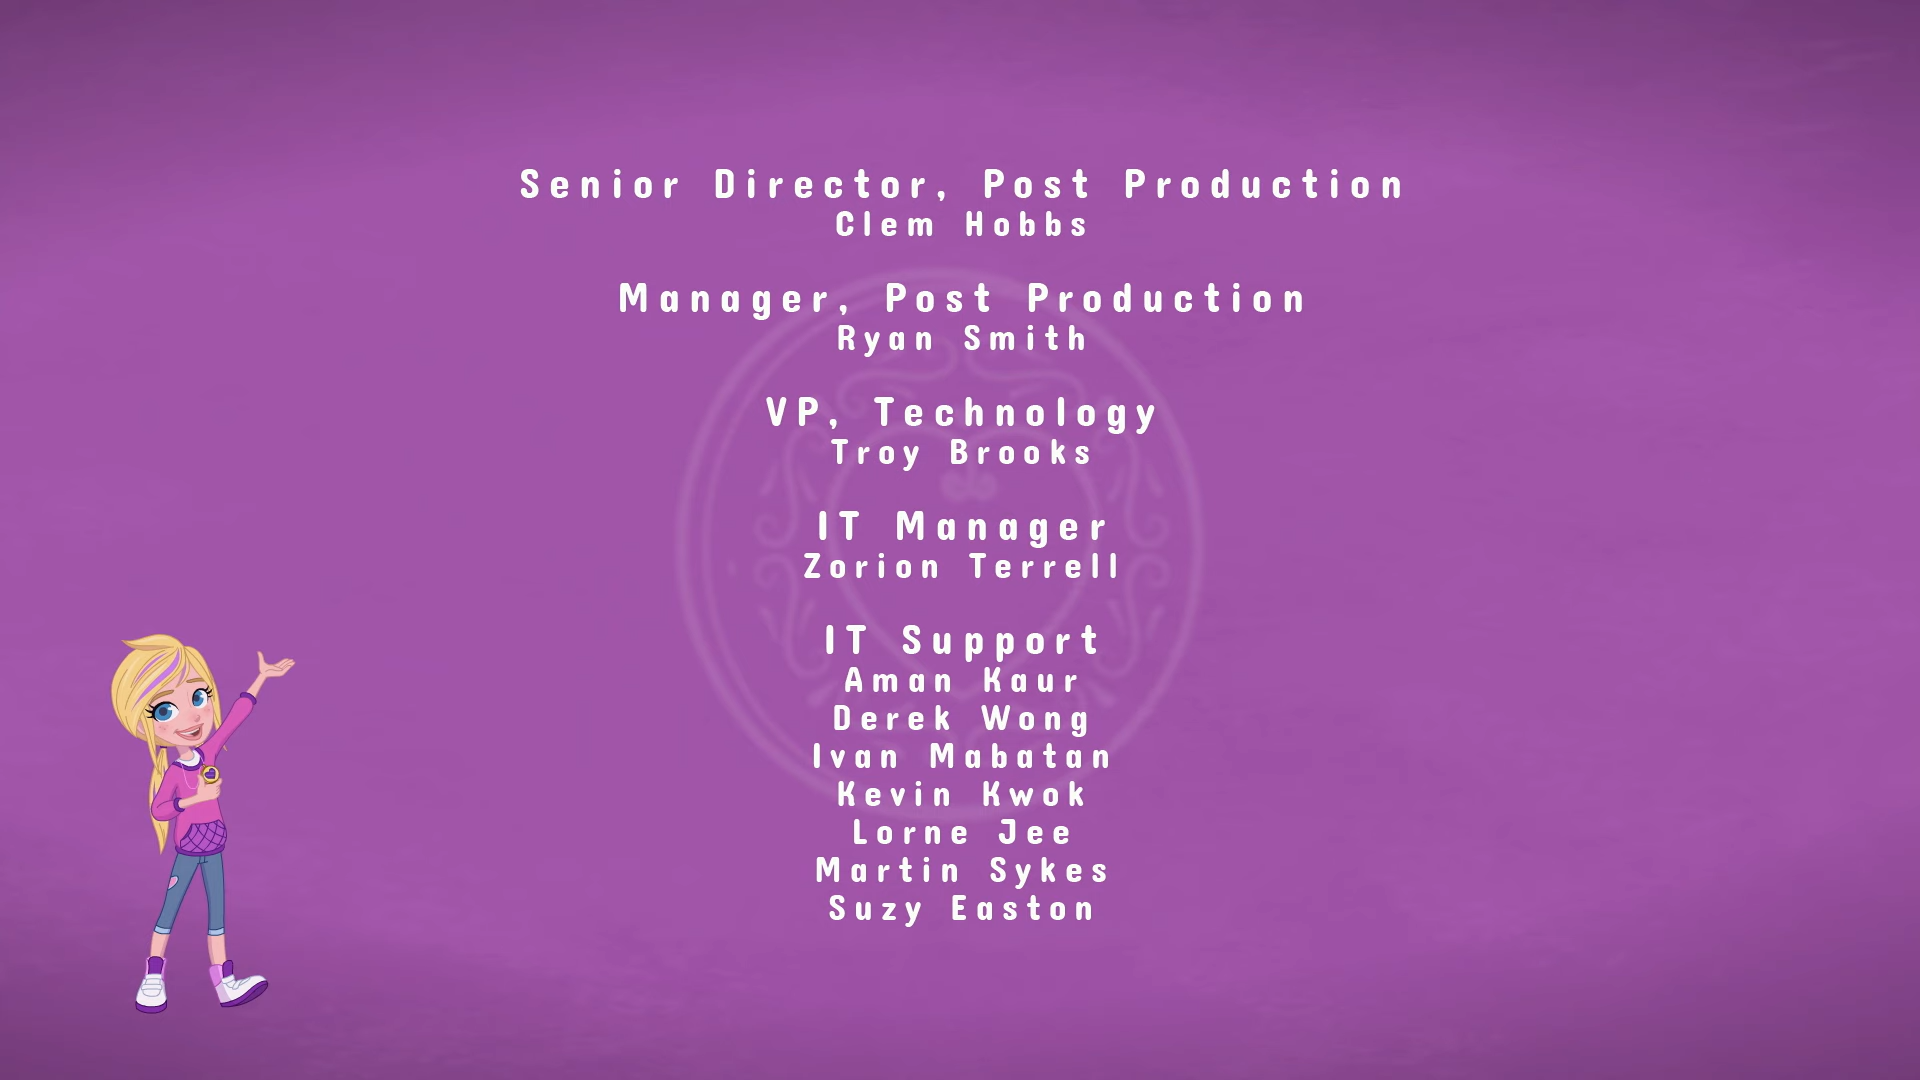 Senior Director, Post Production
Clem Hobbs
Manager, Post Production
Ryan Smith
VP, Technology
Troy Brooks
IT Manager
Zorion Terrell
IT Support
Aman Kaur
Derek Wong
Ivan Mabatan
Kevin Kwok
Lorne Jee
Martin Sykes
Suzy Easton